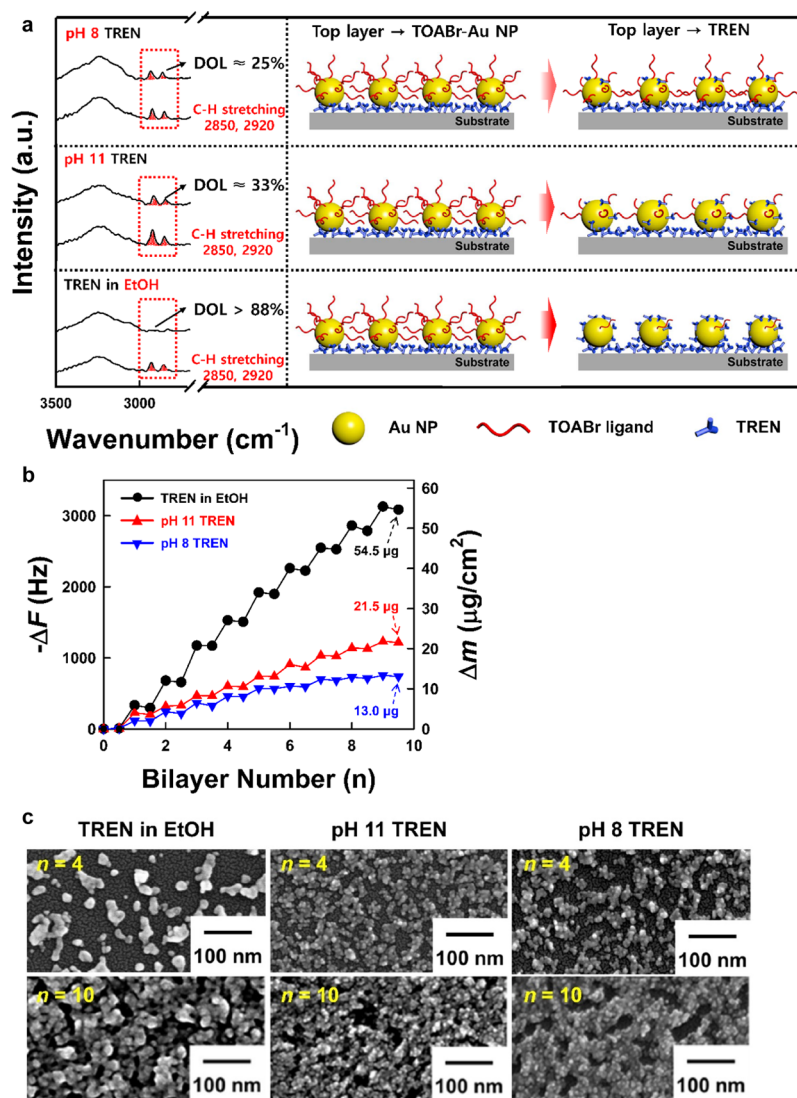 a
pH 8 TREN
DOL ≈ 25%
C-H stretching
2850, 2920
pH 11 TREN
DOL ≈ 33%
C-H stretching
2850, 2920
TREN in EtOH
DOL > 88%
C-H stretching
2850, 2920
Intensity (a.u.)
3500 3000
Wavenumber (cm⁻¹)
Top layer → TOABr-Au NP
Top layer → TREN
Substrate
Substrate
Substrate
Substrate
Substrate
Substrate
Au NP
TOABr ligand
TREN
b
TREN in EtOH
pH 11 TREN
pH 8 TREN
54.5 μg
21.5 μg
13.0 μg
-ΔF (Hz)
3000
2000
1000
0
Δm (μg/cm²)
60
50
40
30
20
10
0
0 2 4 6 8 10
Bilayer Number (n)
c
TREN in EtOH
pH 11 TREN
pH 8 TREN
n = 4
100 nm
n = 4
100 nm
n = 4
100 nm
n = 10
100 nm
n = 10
100 nm
n = 10
100 nm